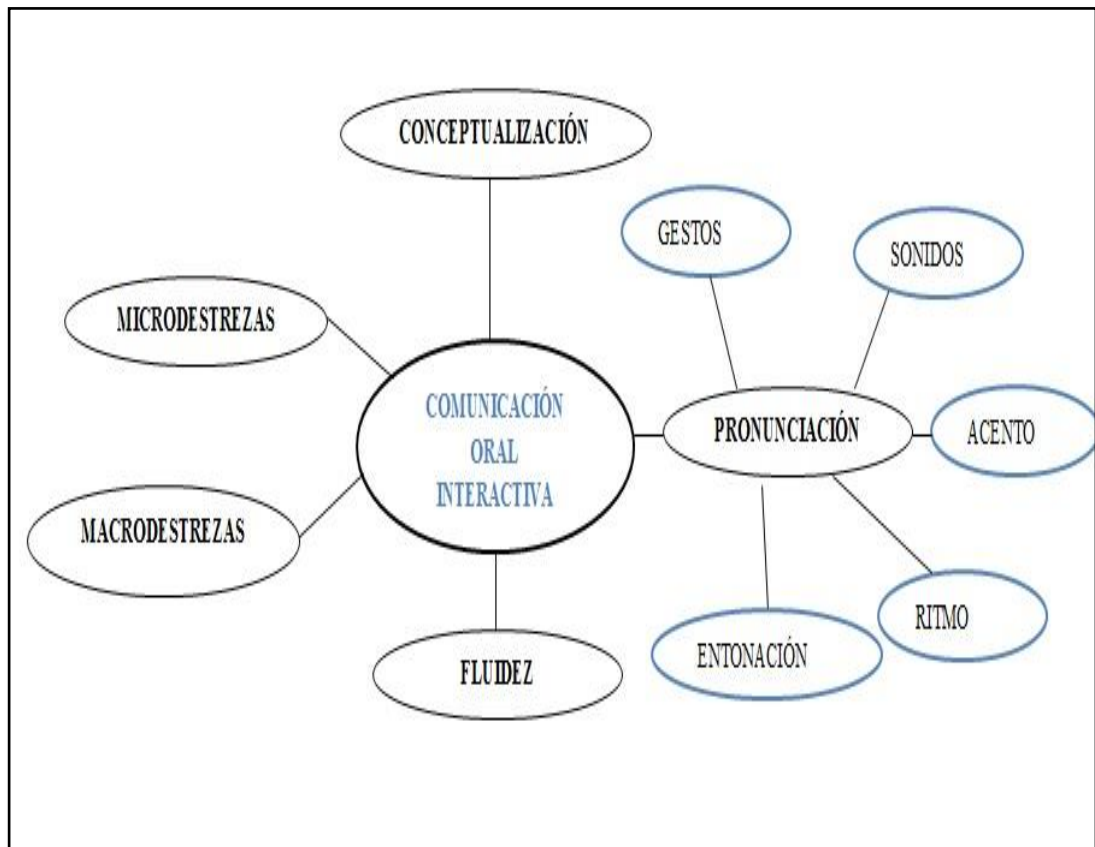 CONCEPTUALIZACIÓN
GESTOS
SONIDOS
MICRODESTREZAS
COMUNICACIÓN
ORAL
INTERACTIVA
PRONUNCIACIÓN
ACENTO
MACRODESTREZAS
RITMO
ENTONACIÓN
FLUIDEZ